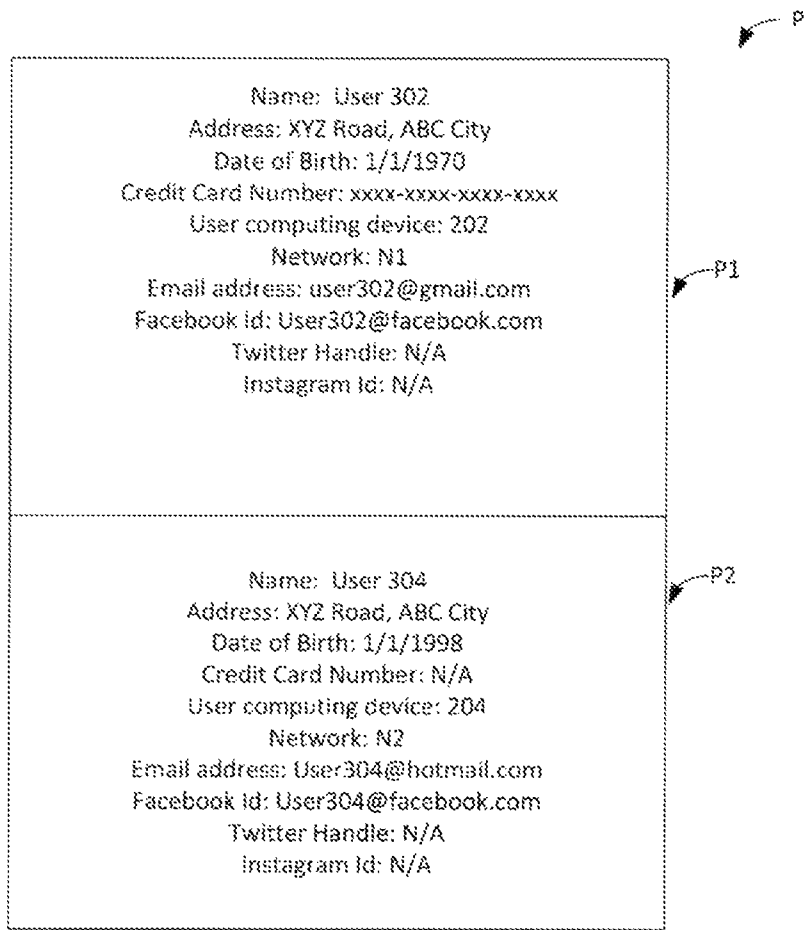 P
Name: User 302
Address: XYZ Road, ABC City
Date of Birth: 1/1/1970
Credit Card Number: xxxx-xxxx-xxxx-xxxx
User computing device: 202
Network: N1
Email address: user302@gmail.com
Facebook Id: User302@facebook.com
Twitter Handle: N/A
Instagram Id: N/A
P1
Name: User 304
Address: XYZ Road, ABC City
Date of Birth: 1/1/1998
Credit Card Number: N/A
User computing device: 204
Network: N2
Email address: User304@hotmail.com
Facebook Id: User304@facebook.com
Twitter Handle: N/A
Instagram Id: N/A
P2